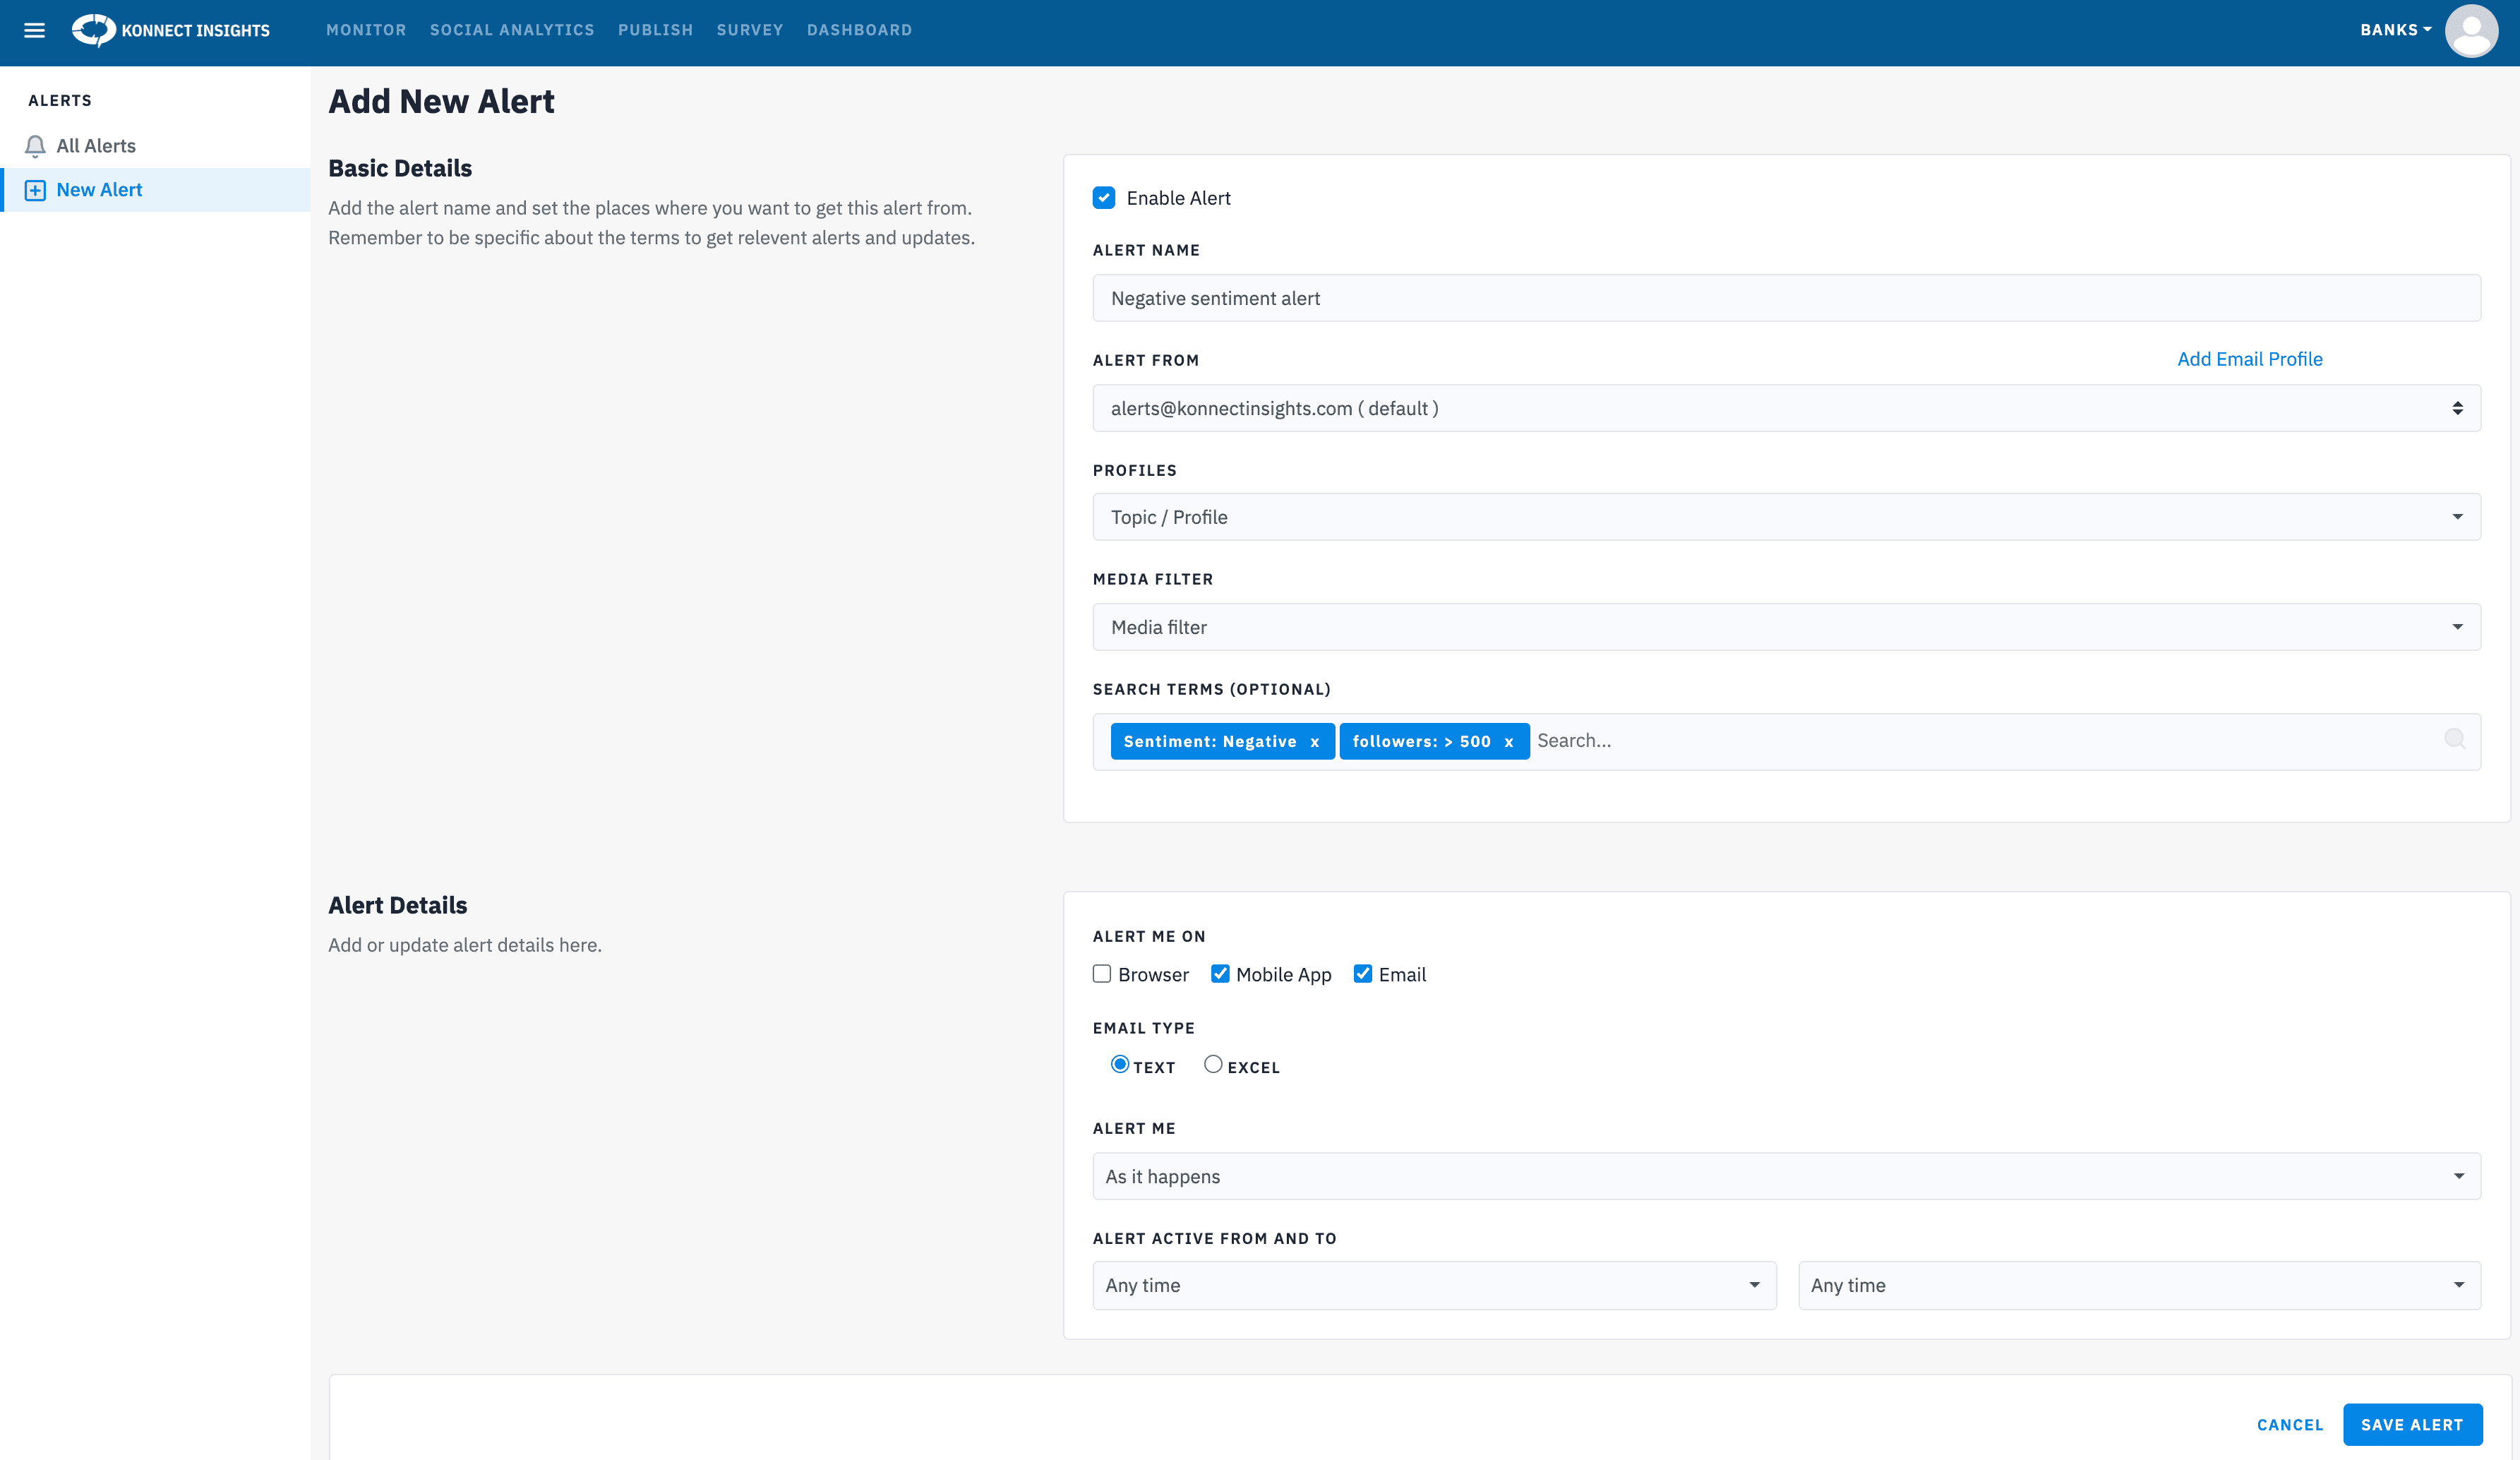 KONNECT INSIGHTS
MONITOR SOCIAL ANALYTICS PUBLISH SURVEY DASHBOARD
BANKS
ALERTS
All Alerts
New Alert
Add New Alert
Basic Details
Add the alert name and set the places where you want to get this alert from.
Remember to be specific about the terms to get relevent alerts and updates.
Enable Alert
ALERT NAME
Negative sentiment alert
ALERT FROM
Add Email Profile
alerts@konnectinsights.com ( default )
PROFILES
Topic / Profile
MEDIA FILTER
Media filter
SEARCH TERMS (OPTIONAL)
Sentiment: Negative x followers: > 500 x Search...
Alert Details
Add or update alert details here.
ALERT ME ON
Browser Mobile App Email
EMAIL TYPE
TEXT EXCEL
ALERT ME
As it happens
ALERT ACTIVE FROM AND TO
Any time Any time
CANCEL SAVE ALERT